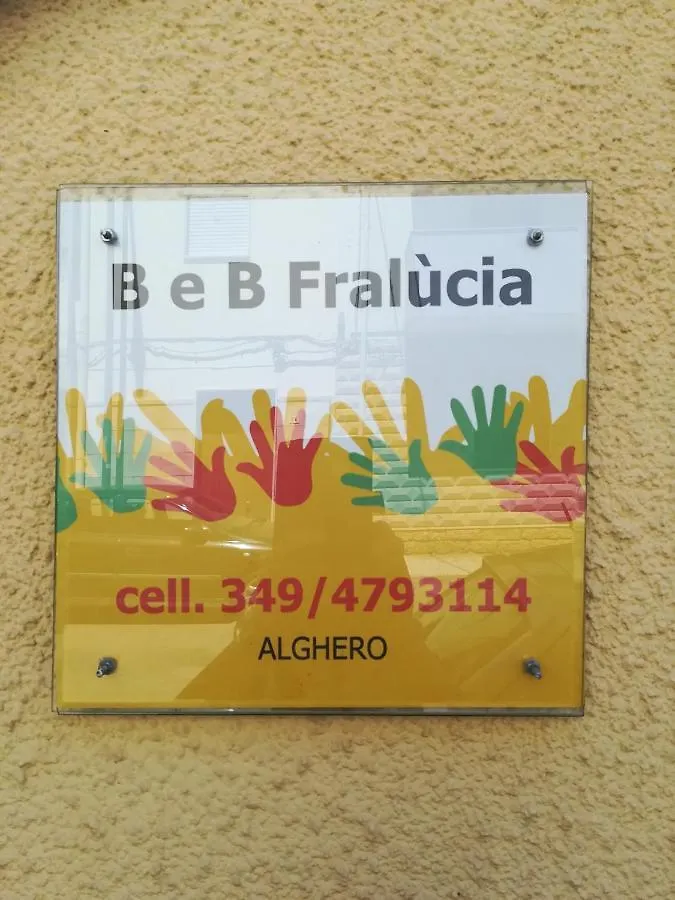 B e B Fralùcia
cell. 349/4793114
ALGHERO